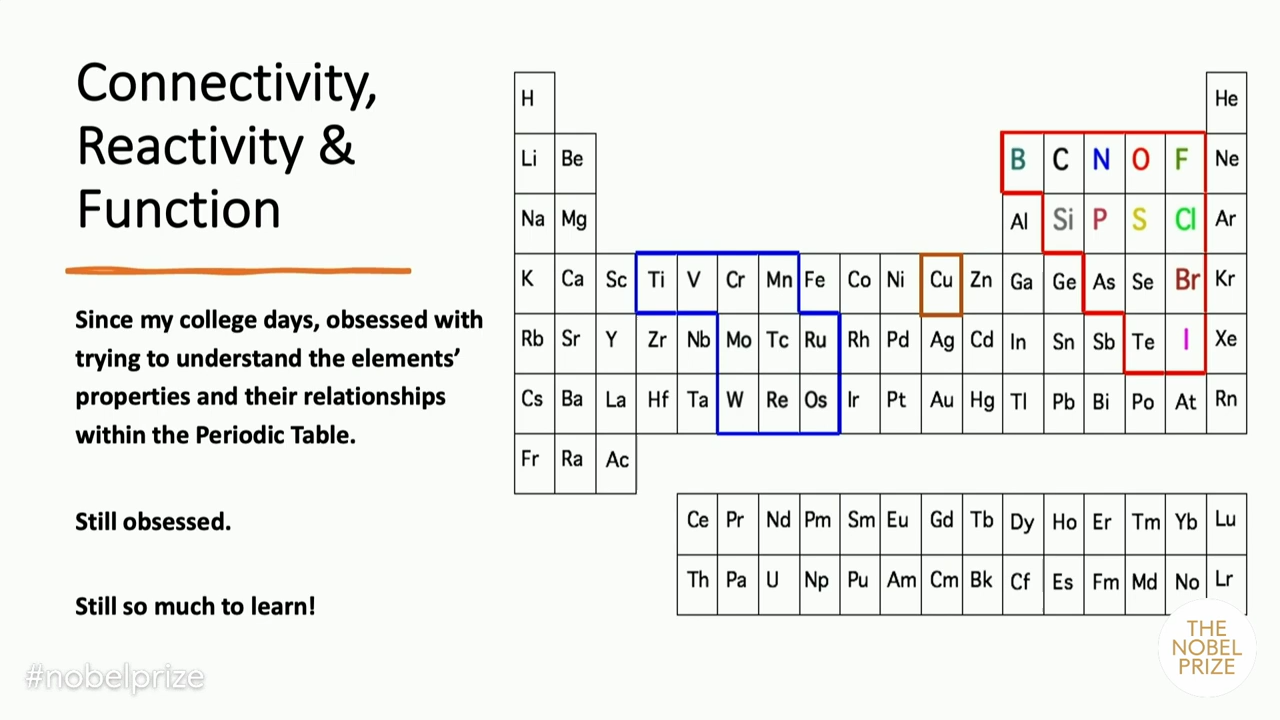 Connectivity,
Reactivity &
Function
Since my college days, obsessed with
trying to understand the elements’
properties and their relationships
within the Periodic Table.
Still obsessed.
Still so much to learn!
H He
Li Be B C N O F Ne
Na Mg Al Si P S Cl Ar
K Ca Sc Ti V Cr Mn Fe Co Ni Cu Zn Ga Ge As Se Br Kr
Rb Sr Y Zr Nb Mo Tc Ru Rh Pd Ag Cd In Sn Sb Te I Xe
Cs Ba La Hf Ta W Re Os Ir Pt Au Hg Tl Pb Bi Po At Rn
Fr Ra Ac
Ce Pr Nd Pm Sm Eu Gd Tb Dy Ho Er Tm Yb Lu
Th Pa U Np Pu Am Cm Bk Cf Es Fm Md No Lr
#nobelprize
THE
NOBEL
PRIZE